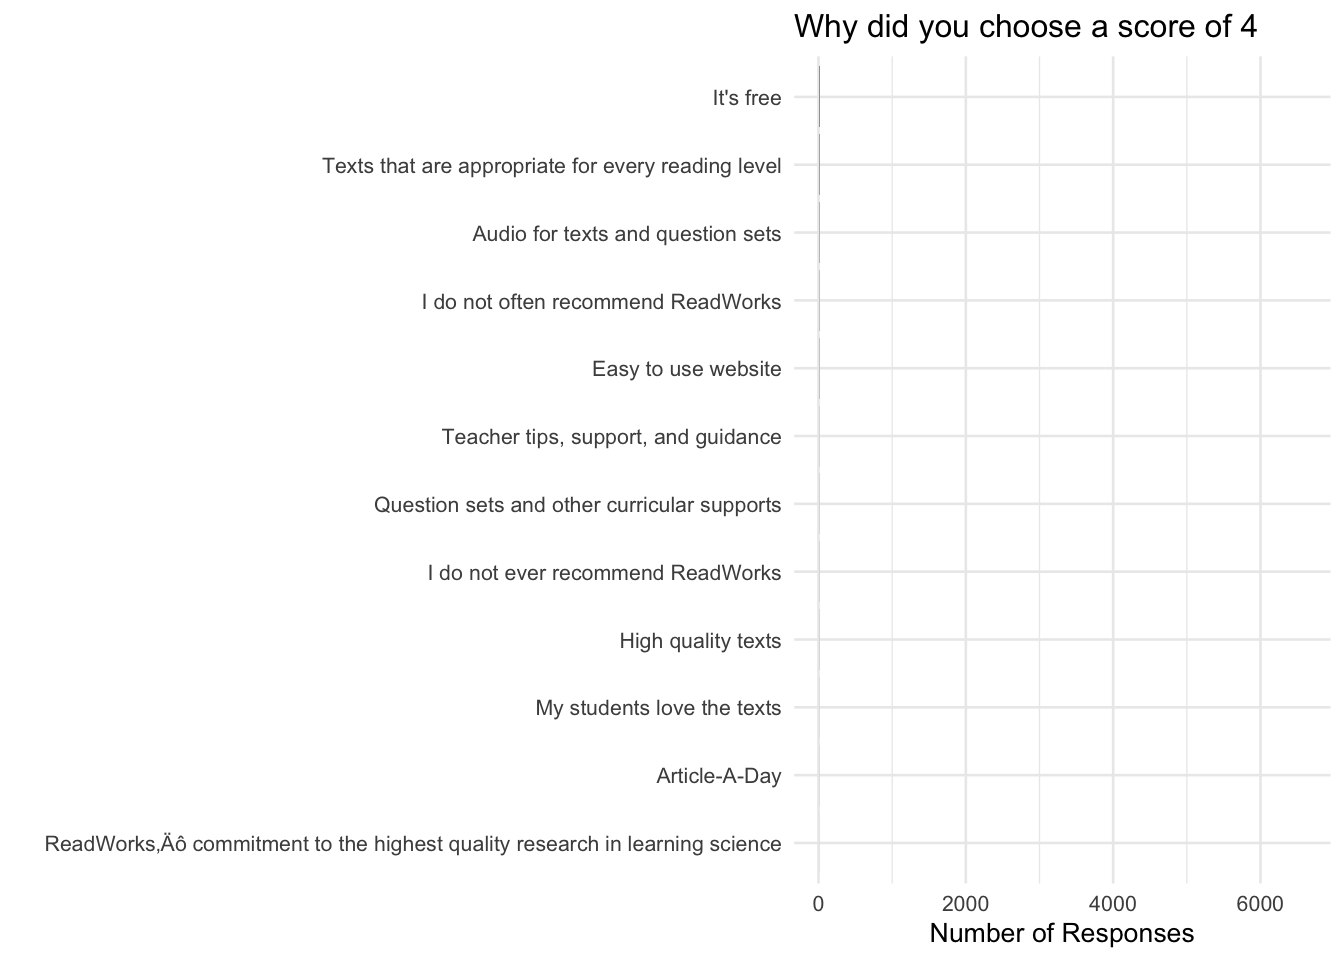 Why did you choose a score of 4
It's free
Texts that are appropriate for every reading level
Audio for texts and question sets
I do not often recommend ReadWorks
Easy to use website
Teacher tips, support, and guidance
Question sets and other curricular supports
I do not ever recommend ReadWorks
High quality texts
My students love the texts
Article-A-Day
ReadWorks‚Äô commitment to the highest quality research in learning science
0 2000 4000 6000
Number of Responses